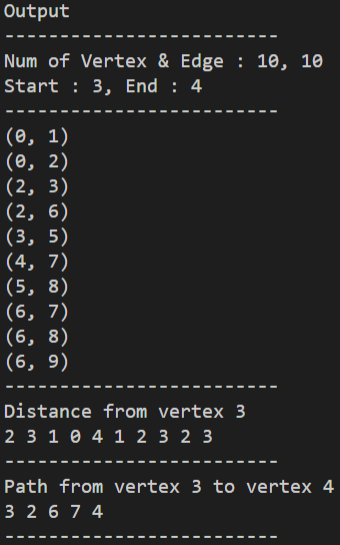 Output
-------------------------
Num of Vertex & Edge : 10, 10
Start : 3, End : 4
-------------------------
(0, 1)
(0, 2)
(2, 3)
(2, 6)
(3, 5)
(4, 7)
(5, 8)
(6, 7)
(6, 8)
(6, 9)
-------------------------
Distance from vertex 3
2 3 1 0 4 1 2 3 2 3
-------------------------
Path from vertex 3 to vertex 4
3 2 6 7 4
-------------------------